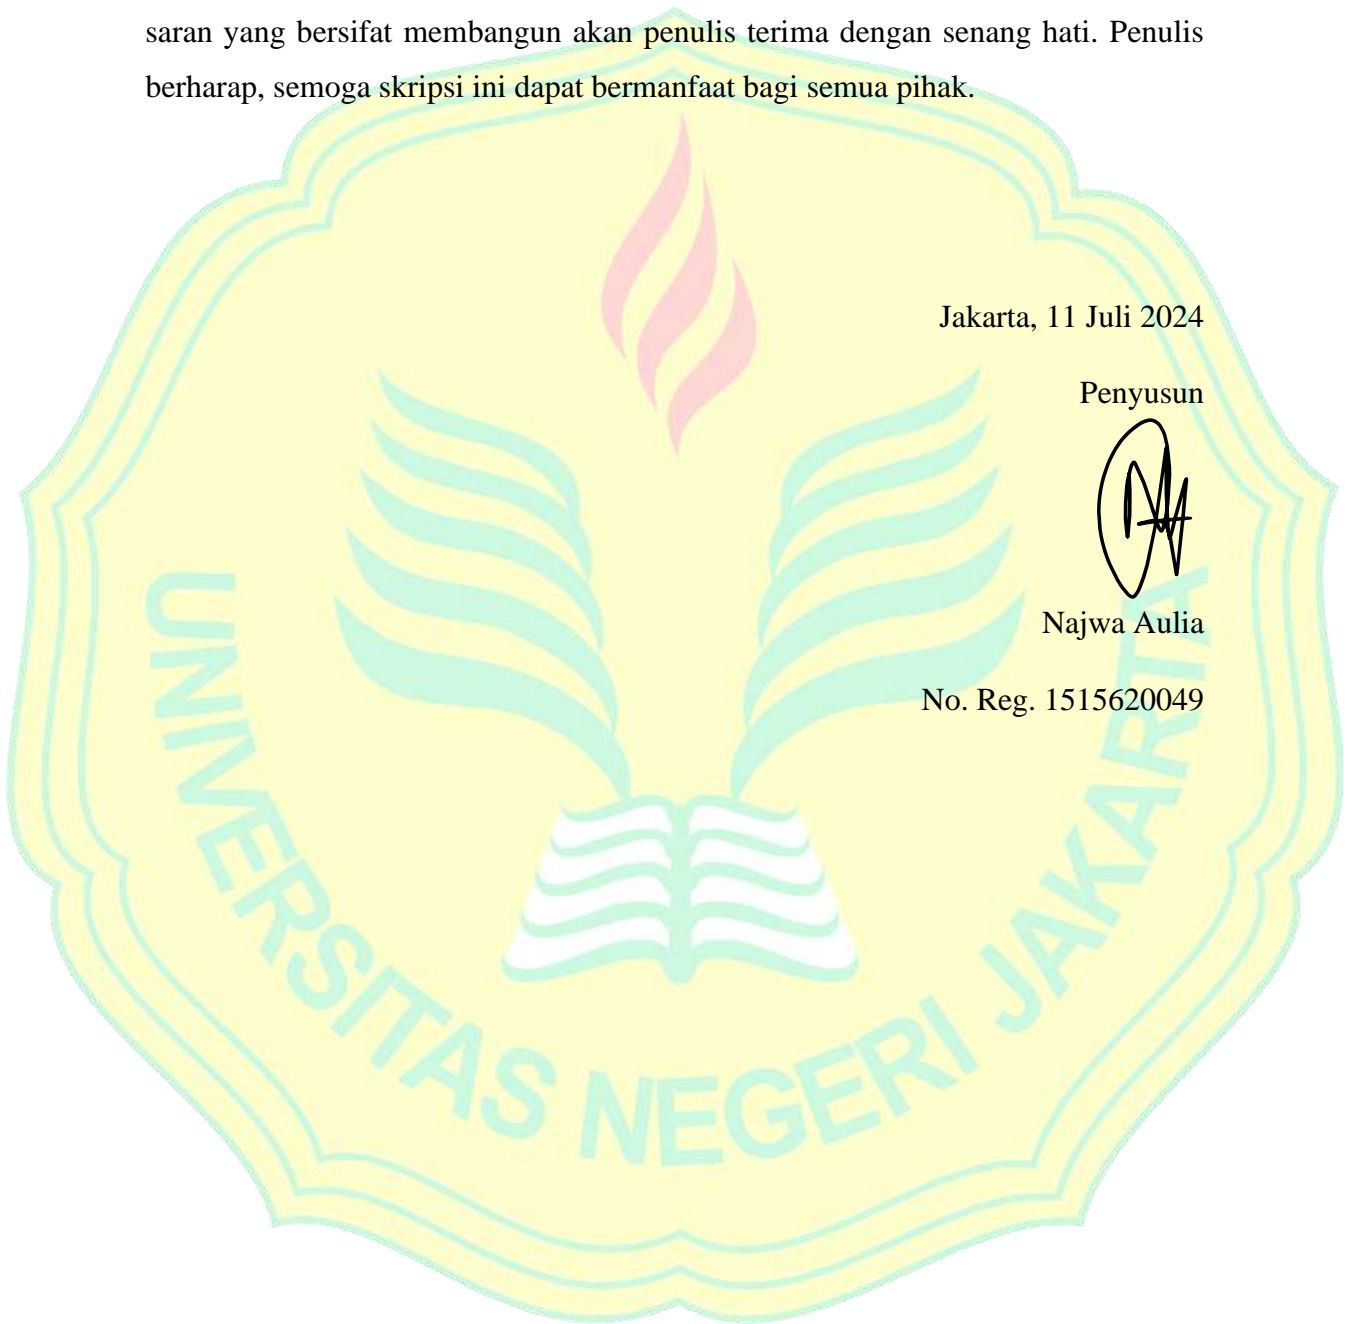 saran yang bersifat membangun akan penulis terima dengan senang hati. Penulis
berharap, semoga skripsi ini dapat bermanfaat bagi semua pihak.
Jakarta, 11 Juli 2024
Penyusun
Najwa Aulia
No. Reg. 1515620049
UNIVERSITAS NEGERI JAKARTA